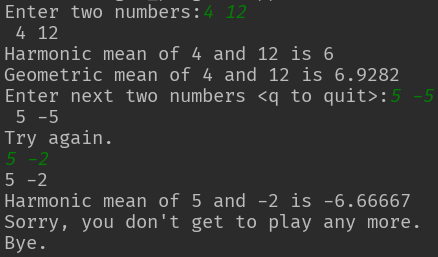 Enter two numbers:4 12
 4 12
Harmonic mean of 4 and 12 is 6
Geometric mean of 4 and 12 is 6.9282
Enter next two numbers <q to quit>:5 -5
 5 -5
Try again.
5 -2
5 -2
Harmonic mean of 5 and -2 is -6.66667
Sorry, you don't get to play any more.
Bye.